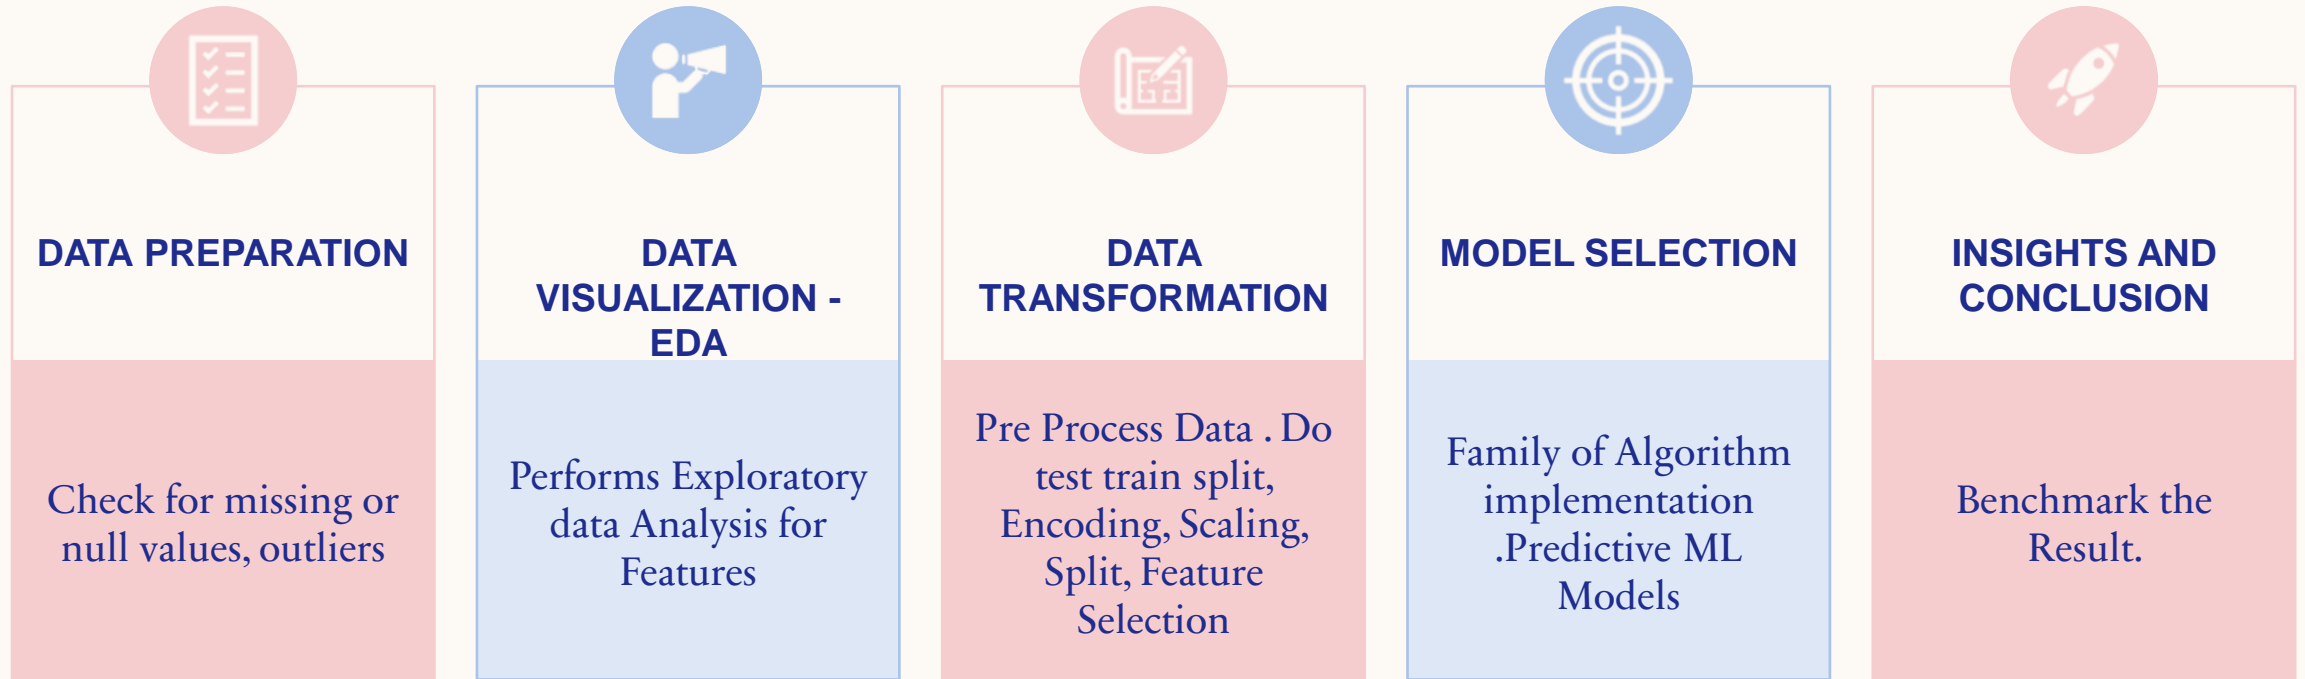 DATA PREPARATION
Check for missing or
null values, outliers
DATA
VISUALIZATION -
EDA
Performs Exploratory
data Analysis for
Features
DATA
TRANSFORMATION
Pre Process Data . Do
test train split,
Encoding, Scaling,
Split, Feature
Selection
MODEL SELECTION
Family of Algorithm
implementation
.Predictive ML
Models
INSIGHTS AND
CONCLUSION
Benchmark the
Result.